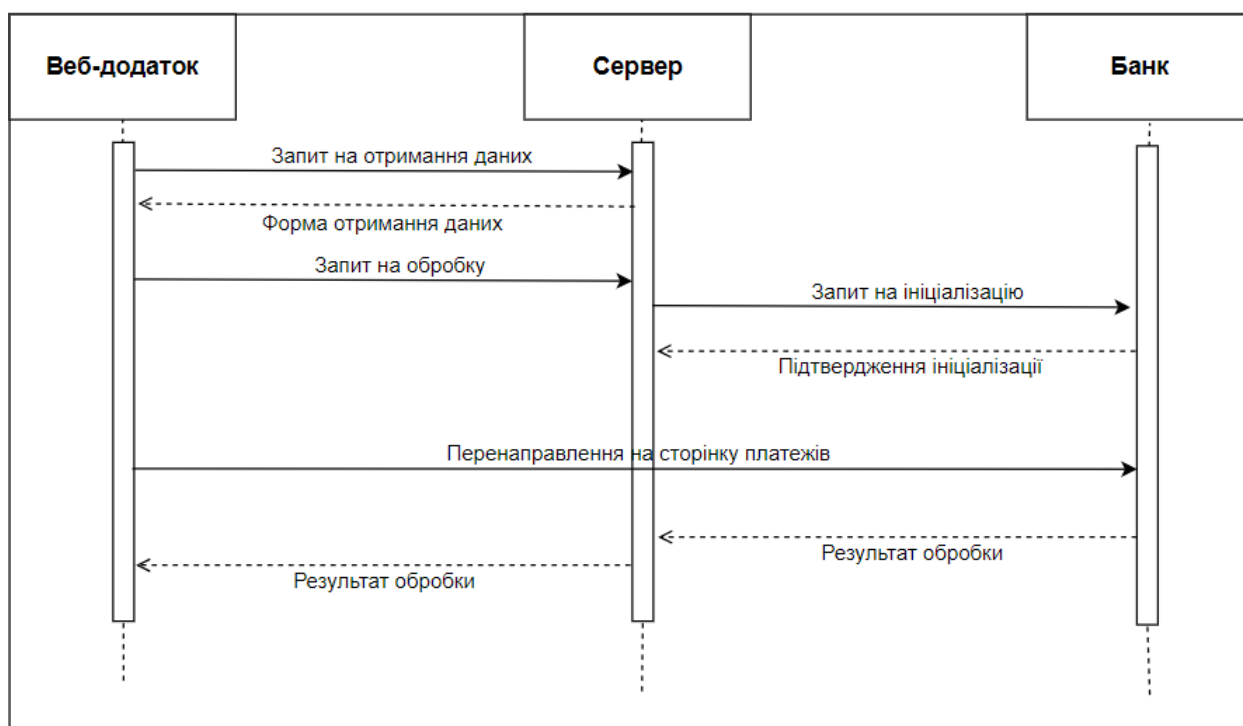 Веб-додаток
Сервер
Банк
Запит на отримання даних
Форма отримання даних
Запит на обробку
Запит на ініціалізацію
Підтвердження ініціалізації
Перенаправлення на сторінку платежів
Результат обробки
Результат обробки